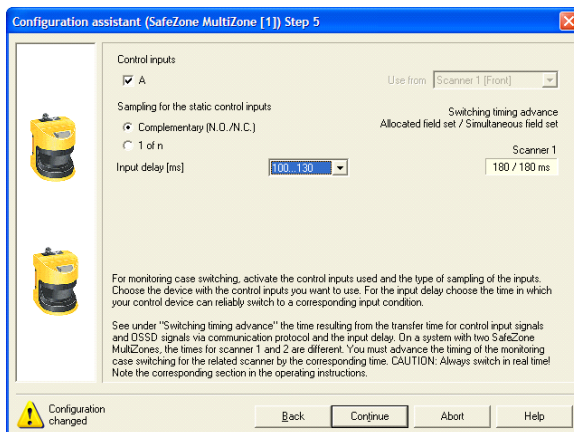 Configuration assistant (SafeZone MultiZone [1]) Step 5
Control inputs
A
Use from Scanner 1 [Front]
Sampling for the static control inputs
Switching timing advance
Allocated field set / Simultaneous field set
Complementary (N.O./N.C.)
1 of n
Scanner 1
Input delay [ms] 100...130
180 / 180 ms
For monitoring case switching, activate the control inputs used and the type of sampling of the inputs.
Choose the device with the control inputs you want to use. For the input delay choose the time in which
your control device can reliably switch to a corresponding input condition.
See under "Switching timing advance" the time resulting from the transfer time for control input signals
and OSSD signals via communication protocol and the input delay. On a system with two SafeZone
MultiZones, the times for scanner 1 and 2 are different. You must advance the timing of the monitoring
case switching for the related scanner by the corresponding time. CAUTION: Always switch in real time!
Note the corresponding section in the operating instructions.
Configuration
changed
Back Continue Abort Help